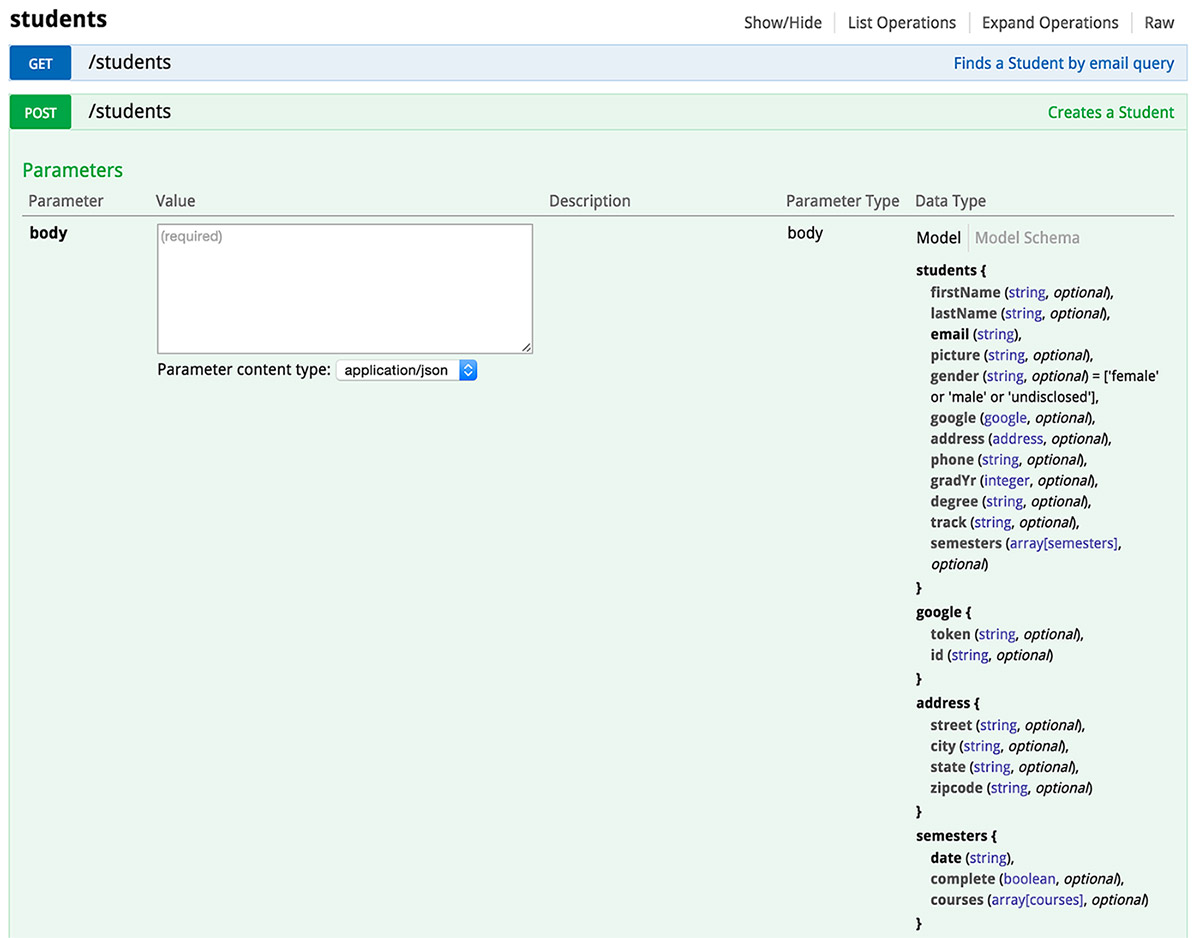 students
Show/Hide List Operations Expand Operations Raw
GET /students Finds a Student by email query
POST /students Creates a Student
Parameters
Parameter Value Description Parameter Type Data Type
body (required) body Model Model Schema
Parameter content type: application/json
students {
firstName (string, optional),
lastName (string, optional),
email (string),
picture (string, optional),
gender (string, optional) = ['female'
or 'male' or 'undisclosed'],
google (google, optional),
address (address, optional),
phone (string, optional),
gradYr (integer, optional),
degree (string, optional),
track (string, optional),
semesters (array[semesters],
optional)
}
google {
token (string, optional),
id (string, optional)
}
address {
street (string, optional),
city (string, optional),
state (string, optional),
zipcode (string, optional)
}
semesters {
date (string),
complete (boolean, optional),
courses (array[courses], optional)
}